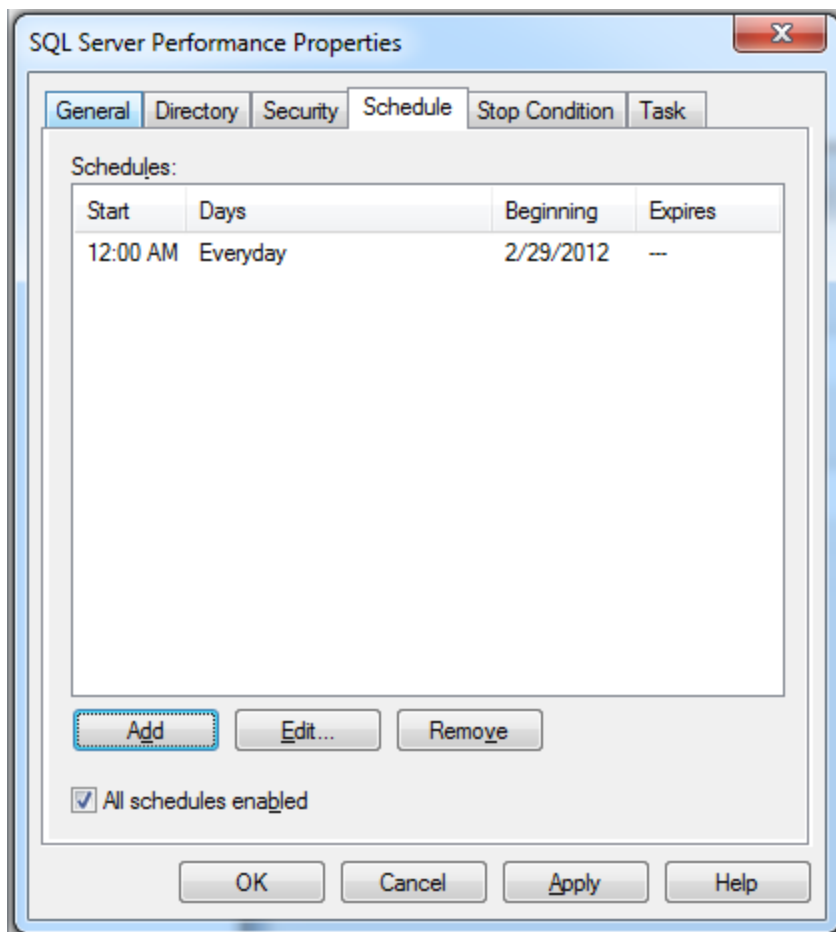 SQL Server Performance Properties
General Directory Security Schedule Stop Condition Task
Schedules:
Start Days Beginning Expires
12:00 AM Everyday 2/29/2012 ---
Add Edit... Remove
All schedules enabled
OK Cancel Apply Help